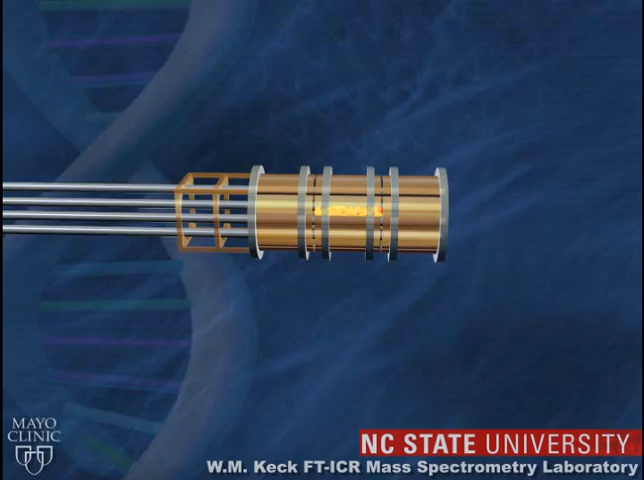 MAYO
CLINIC
NC STATE UNIVERSITY
W.M. Keck FT-ICR Mass Spectrometry Laboratory